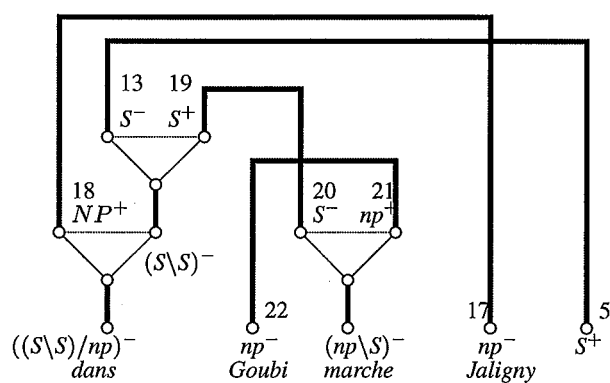 13 19
S⁻ S⁺
18 20 21
NP⁺ S⁻ np⁺
(S\S)⁻
22 17 5
((S\S)/np)⁻ np⁻ (np\S)⁻ np⁻ S⁺
dans Goubi marche Jaligny